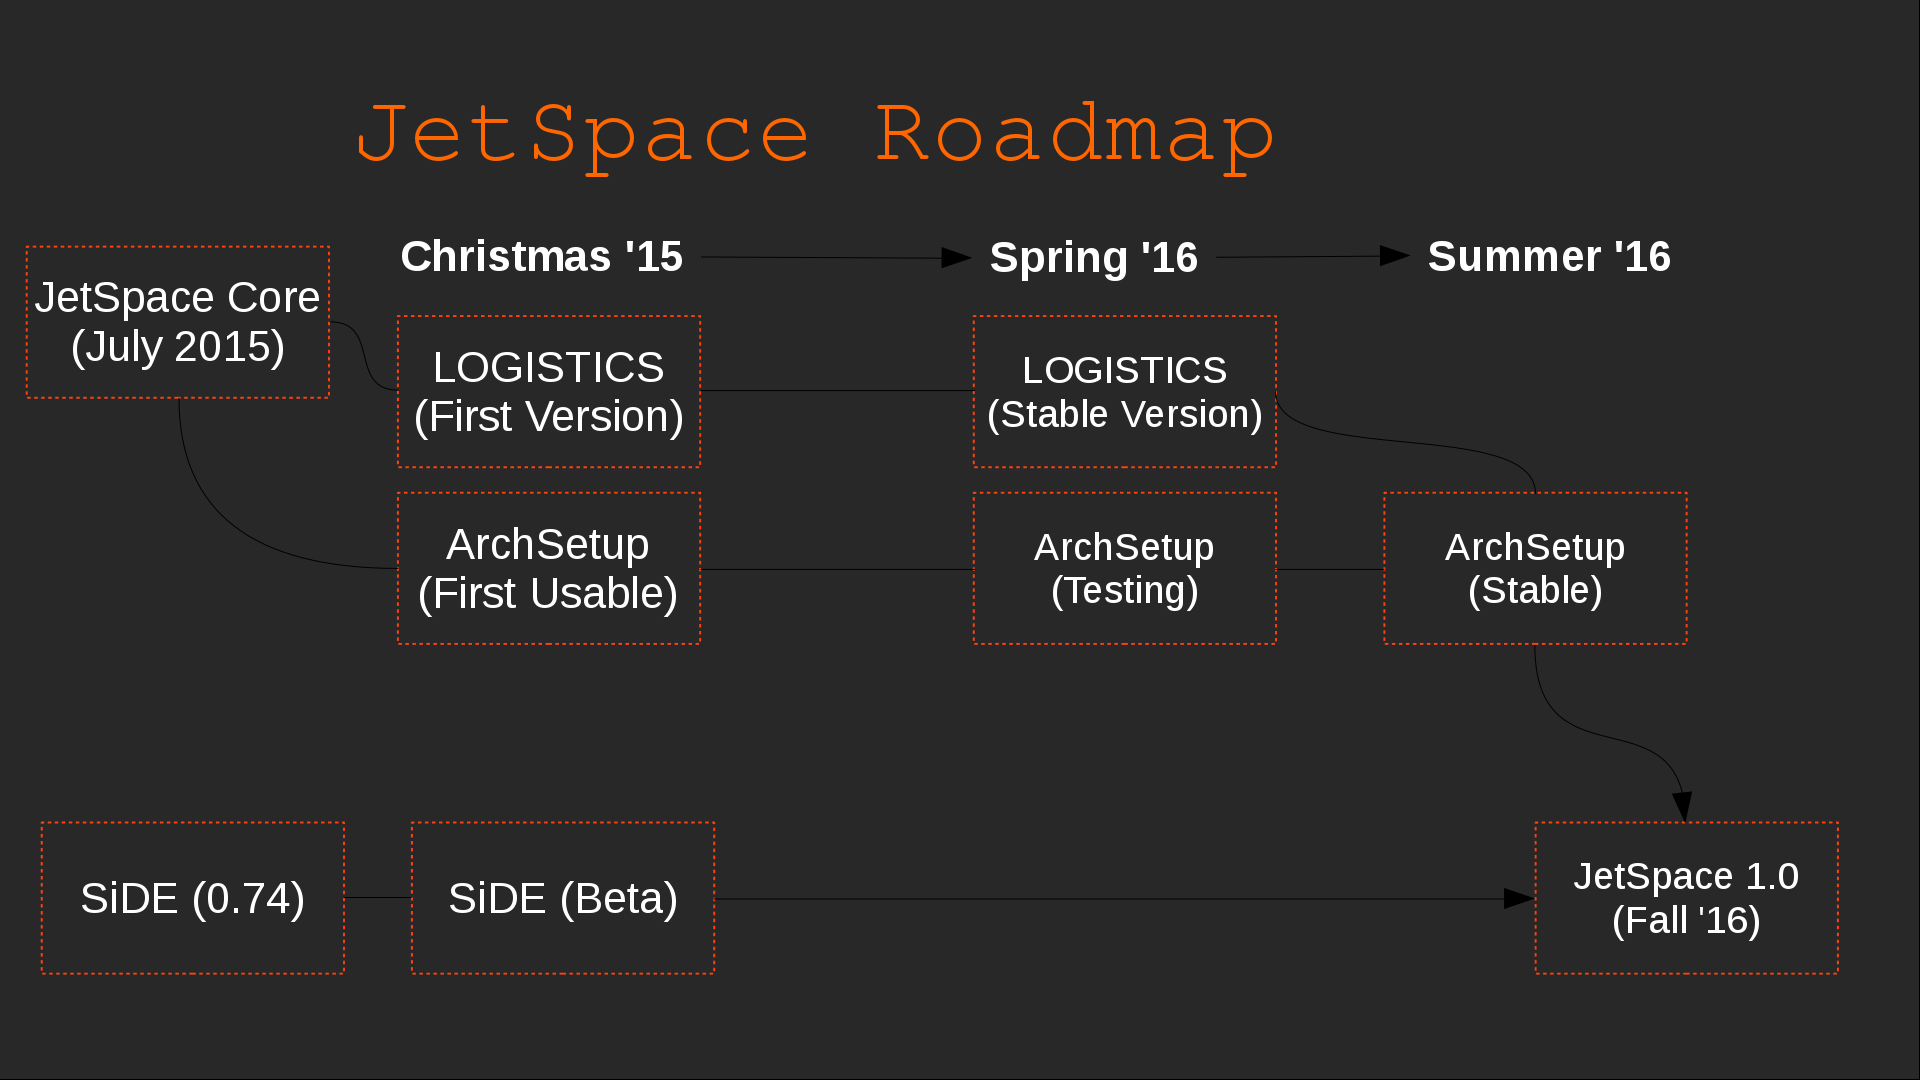 JetSpace Roadmap
Christmas '15
Spring '16
Summer '16
JetSpace Core
(July 2015)
LOGISTICS
(First Version)
LOGISTICS
(Stable Version)
ArchSetup
(First Usable)
ArchSetup
(Testing)
ArchSetup
(Stable)
SiDE (0.74)
SiDE (Beta)
JetSpace 1.0
(Fall '16)